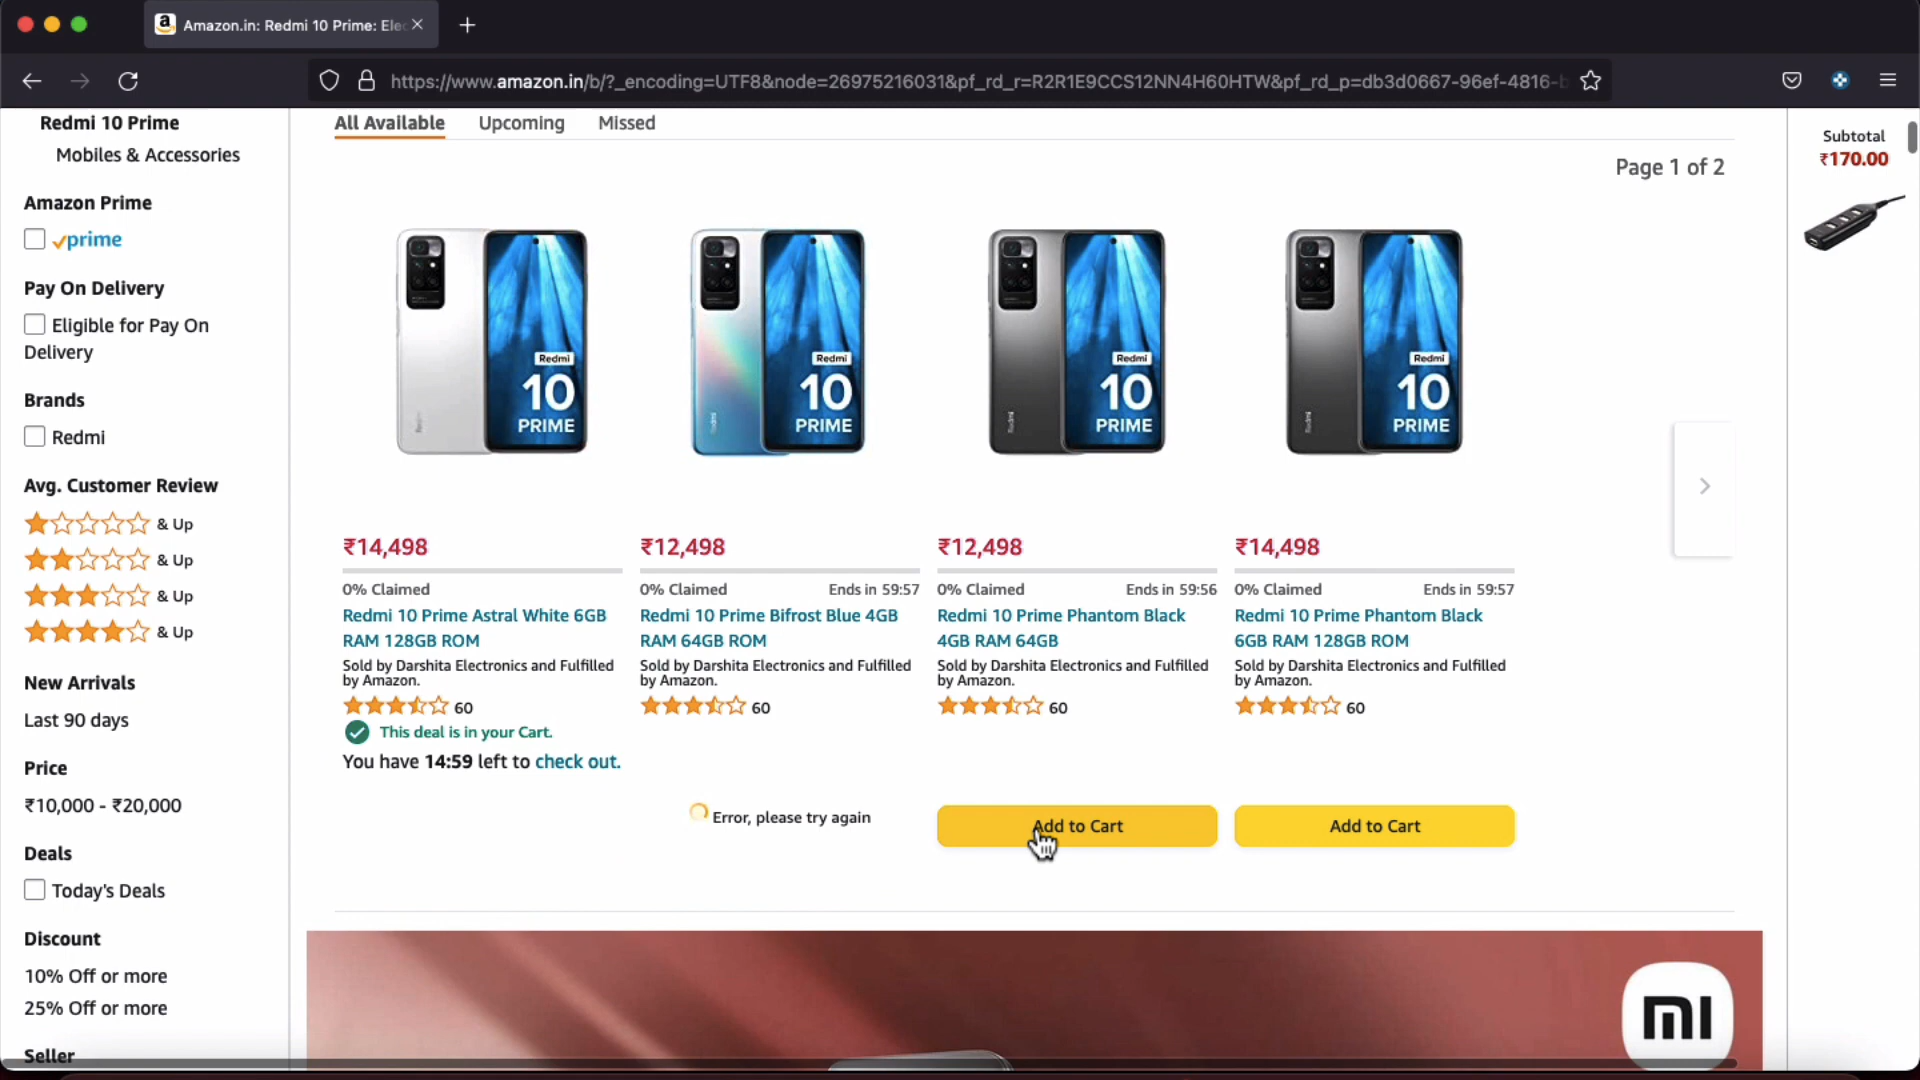 Amazon.in: Redmi 10 Prime: Elec
https://www.amazon.in/b/?_encoding=UTF8&node=26975216031&pf_rd_r=R2R1E9CCS12NN4H60HTW&pf_rd_p=db3d0667-96ef-4816-b
Redmi 10 Prime
Mobiles & Accessories
Amazon Prime
prime
Pay On Delivery
Eligible for Pay On
Delivery
Brands
Redmi
Avg. Customer Review
& Up
& Up
& Up
& Up
New Arrivals
Last 90 days
Price
₹10,000 - ₹20,000
Deals
Today's Deals
Discount
10% Off or more
25% Off or more
Seller
All Available Upcoming Missed
Page 1 of 2
Redmi
10
PRIME
Redmi
10
PRIME
Redmi
10
PRIME
Redmi
10
PRIME
₹14,498
0% Claimed
Redmi 10 Prime Astral White 6GB
RAM 128GB ROM
Sold by Darshita Electronics and Fulfilled
by Amazon.
60
This deal is in your Cart.
You have 14:59 left to check out.
₹12,498
0% Claimed Ends in 59:57
Redmi 10 Prime Bifrost Blue 4GB
RAM 64GB ROM
Sold by Darshita Electronics and Fulfilled
by Amazon.
60
Error, please try again
₹12,498
0% Claimed Ends in 59:56
Redmi 10 Prime Phantom Black
4GB RAM 64GB
Sold by Darshita Electronics and Fulfilled
by Amazon.
60
Add to Cart
₹14,498
0% Claimed Ends in 59:57
Redmi 10 Prime Phantom Black
6GB RAM 128GB ROM
Sold by Darshita Electronics and Fulfilled
by Amazon.
60
Add to Cart
Subtotal
₹170.00
MI